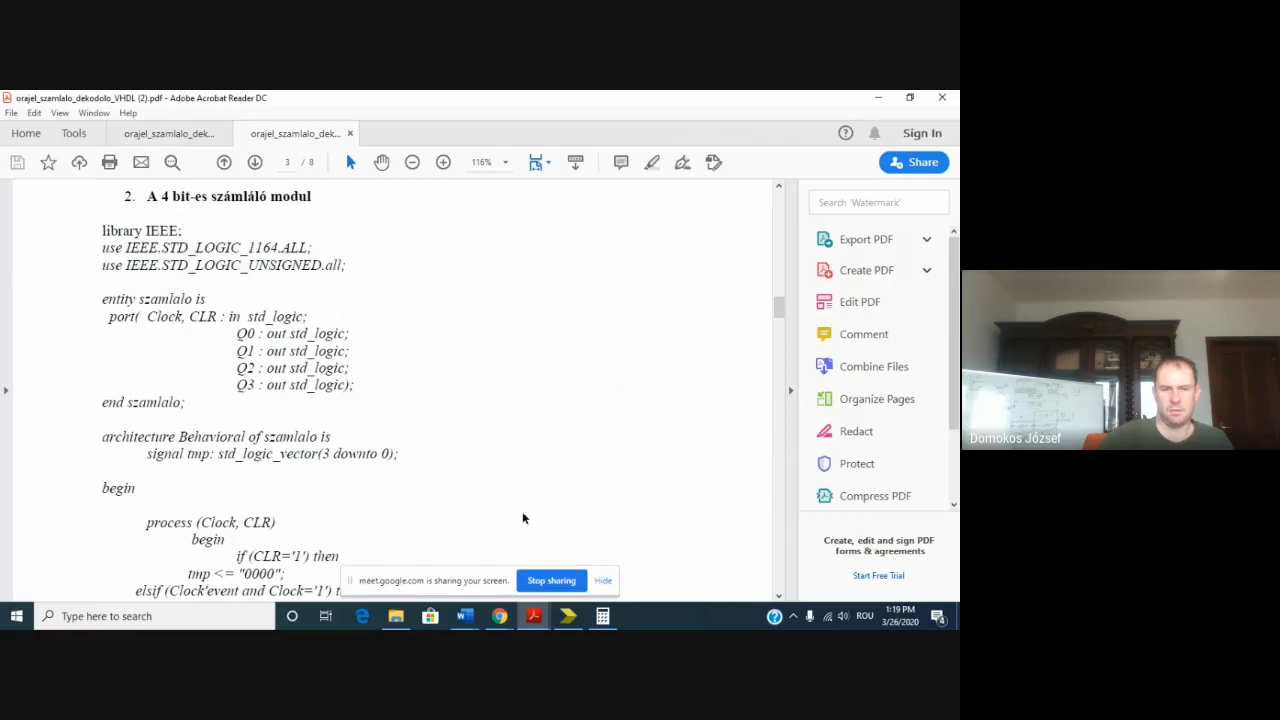 orajel_szamlalo_dekodolo_VHDL (2).pdf - Adobe Acrobat Reader DC
File Edit View Window Help
Home Tools orajel_szamlalo_dek... orajel_szamlalo_dek... × Sign In
3 / 8 116% Share
2. A 4 bit-es számláló modul
library IEEE;
use IEEE.STD_LOGIC_1164.ALL;
use IEEE.STD_LOGIC_UNSIGNED.all;
entity szamlalo is
port( Clock, CLR : in std_logic;
Q0 : out std_logic;
Q1 : out std_logic;
Q2 : out std_logic;
Q3 : out std_logic);
end szamlalo;
architecture Behavioral of szamlalo is
signal tmp: std_logic_vector(3 downto 0);
begin
process (Clock, CLR)
begin
if (CLR='1') then
tmp <= "0000";
elsif (Clock'event and Clock='1') t
Search 'Watermark'
Export PDF
Create PDF
Edit PDF
Comment
Combine Files
Organize Pages
Redact
Protect
Compress PDF
Create, edit and sign PDF
forms & agreements
Start Free Trial
meet.google.com is sharing your screen. Stop sharing Hide
Type here to search
ROU
1:19 PM
3/26/2020
4
Domokos József